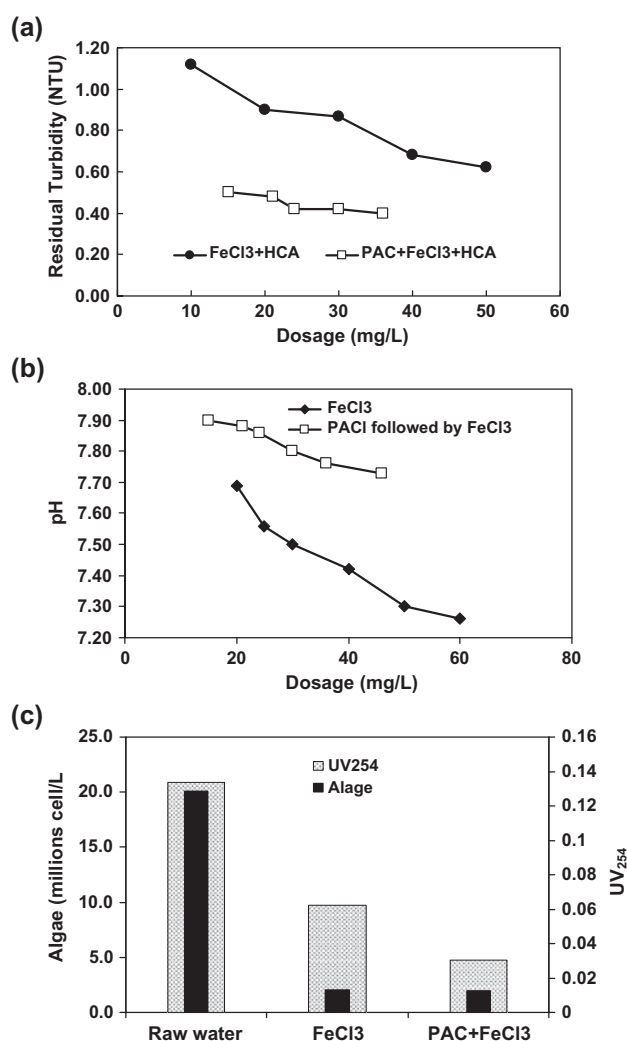 (a)
Residual Turbidity (NTU)
1.20
1.00
0.80
0.60
0.40
0.20
0.00
FeCl3+HCA
PAC+FeCl3+HCA
0 10 20 30 40 50 60
Dosage (mg/L)
(b)
pH
8.00
7.90
7.80
7.70
7.60
7.50
7.40
7.30
7.20
FeCl3
PACl followed by FeCl3
0 20 40 60 80
Dosage (mg/L)
(c)
Algae (millions cell/L)
25.0
20.0
15.0
10.0
5.0
0.0
UV254
Alage
0.16
0.14
0.12
0.1
0.08
0.06
0.04
0.02
0
UV254
Raw water FeCl3 PAC+FeCl3